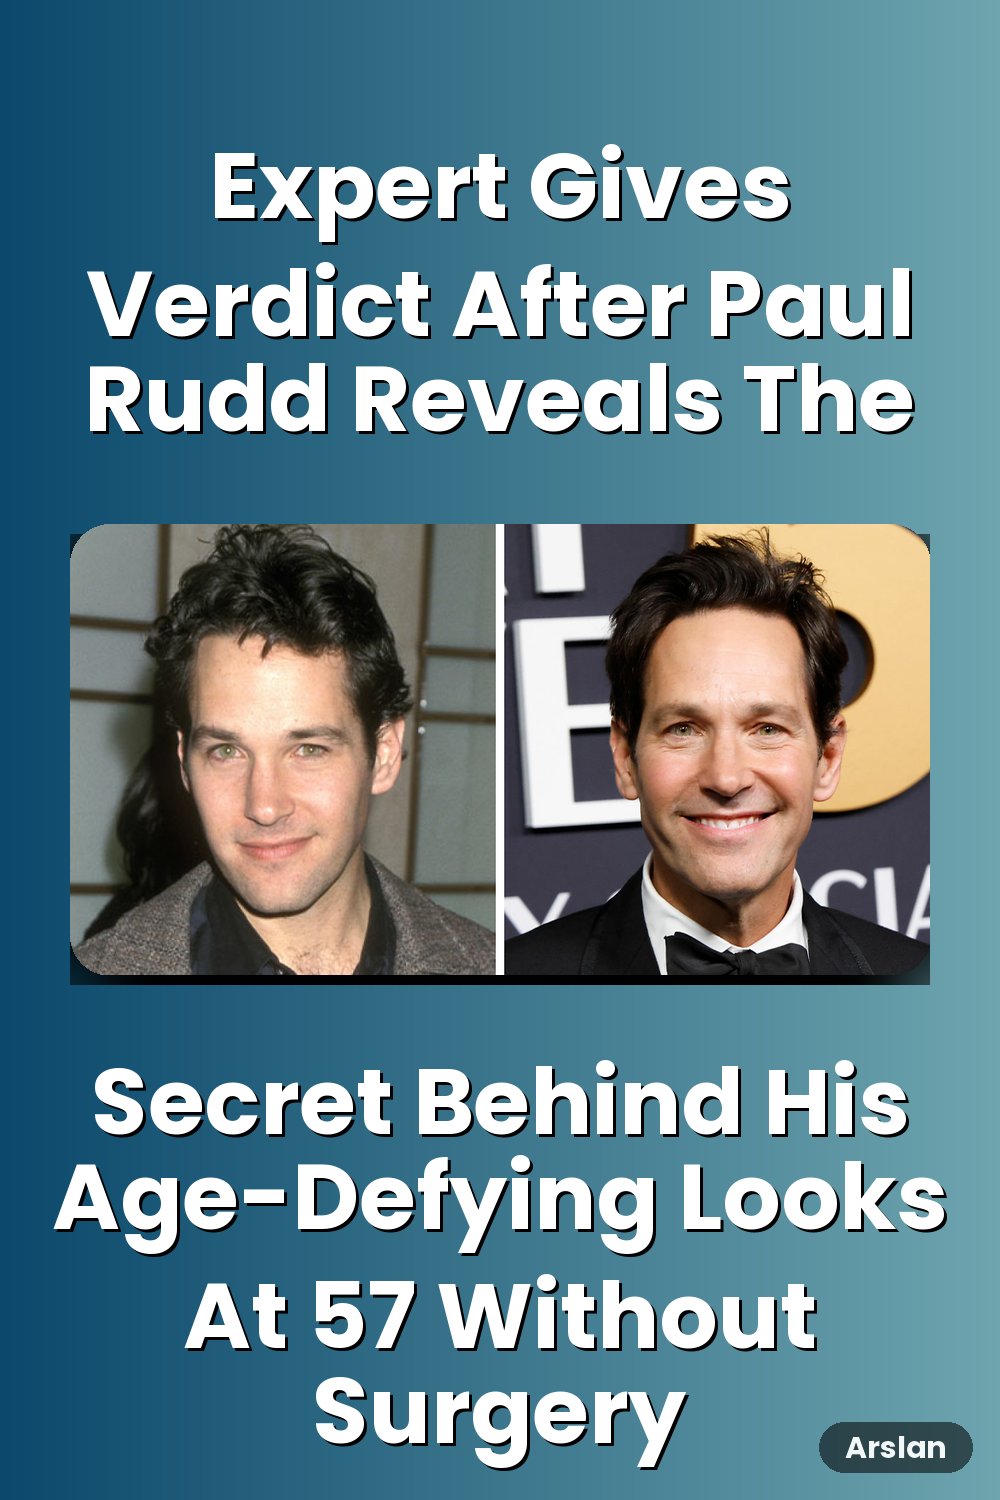 Expert Gives
Verdict After Paul
Rudd Reveals The
Secret Behind His
Age-Defying Looks
At 57 Without
Surgery
Arslan